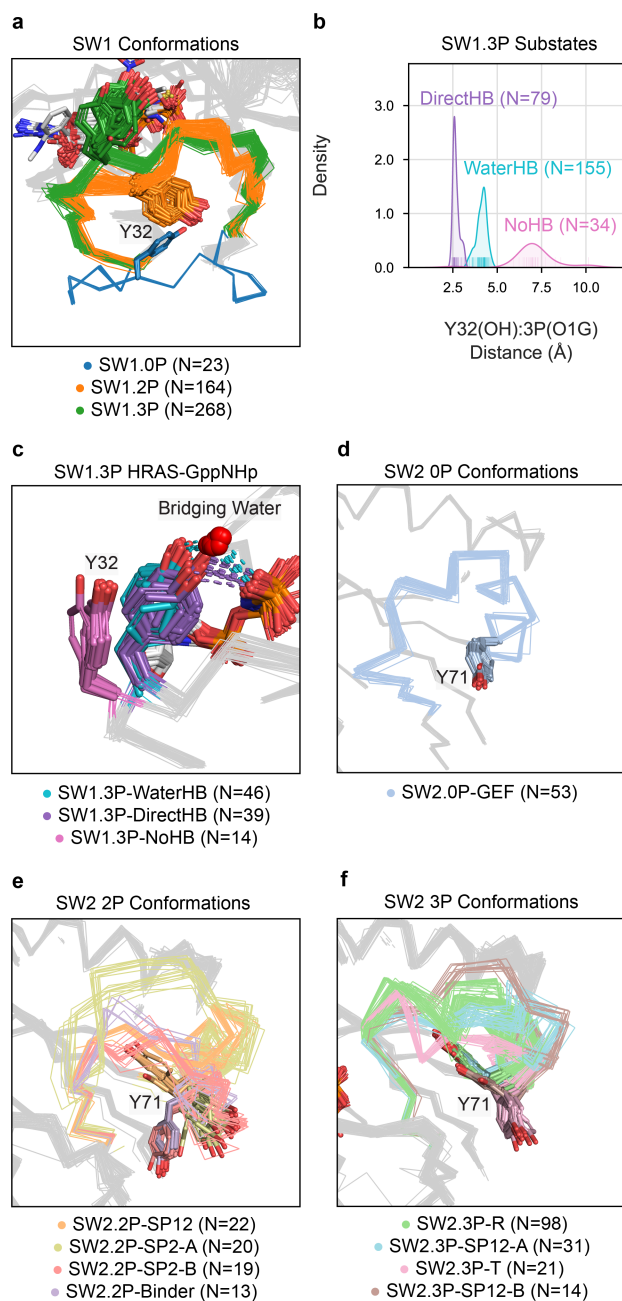 a
SW1 Conformations
Y32
SW1.0P (N=23)
SW1.2P (N=164)
SW1.3P (N=268)
b
SW1.3P Substates
Density
3.0
2.0
1.0
0.0
DirectHB (N=79)
WaterHB (N=155)
NoHB (N=34)
2.5 5.0 7.5 10.0
Y32(OH):3P(O1G)
Distance (Å)
c
SW1.3P HRAS-GppNHp
Bridging Water
Y32
SW1.3P-WaterHB (N=46)
SW1.3P-DirectHB (N=39)
SW1.3P-NoHB (N=14)
d
SW2 0P Conformations
Y71
SW2.0P-GEF (N=53)
e
SW2 2P Conformations
Y71
SW2.2P-SP12 (N=22)
SW2.2P-SP2-A (N=20)
SW2.2P-SP2-B (N=19)
SW2.2P-Binder (N=13)
f
SW2 3P Conformations
Y71
SW2.3P-R (N=98)
SW2.3P-SP12-A (N=31)
SW2.3P-T (N=21)
SW2.3P-SP12-B (N=14)